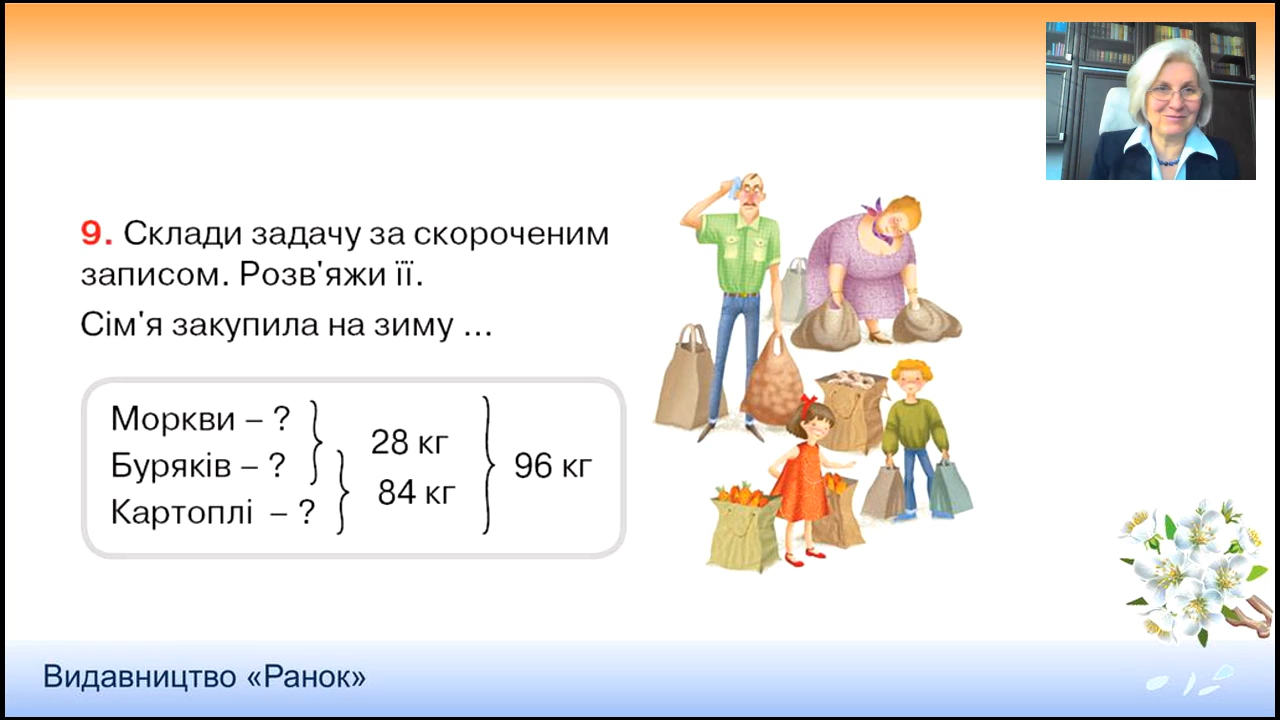 9. Склади задачу за скороченим
записом. Розв'яжи її.
Сім'я закупила на зиму ...
Моркви – ?
Буряків – ?
Картоплі – ?
28 кг
84 кг
96 кг
Видавництво «Ранок»